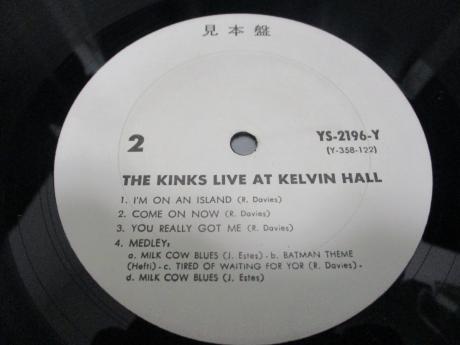 見本盤
2
YS-2196-Y
(Y-358-122)
THE KINKS LIVE AT KELVIN HALL
1. I'M ON AN ISLAND (R. Davies)
2. COME ON NOW (R. Davies)
3. YOU REALLY GOT ME (R. Davies)
4. MEDLEY;
a. MILK COW BLUES (J. Estes) - b. BATMAN THEME
(Hefti) - c. TIRED OF WAITING FOR YOR (R. Davies) -
d. MILK COW BLUES (J. Estes)